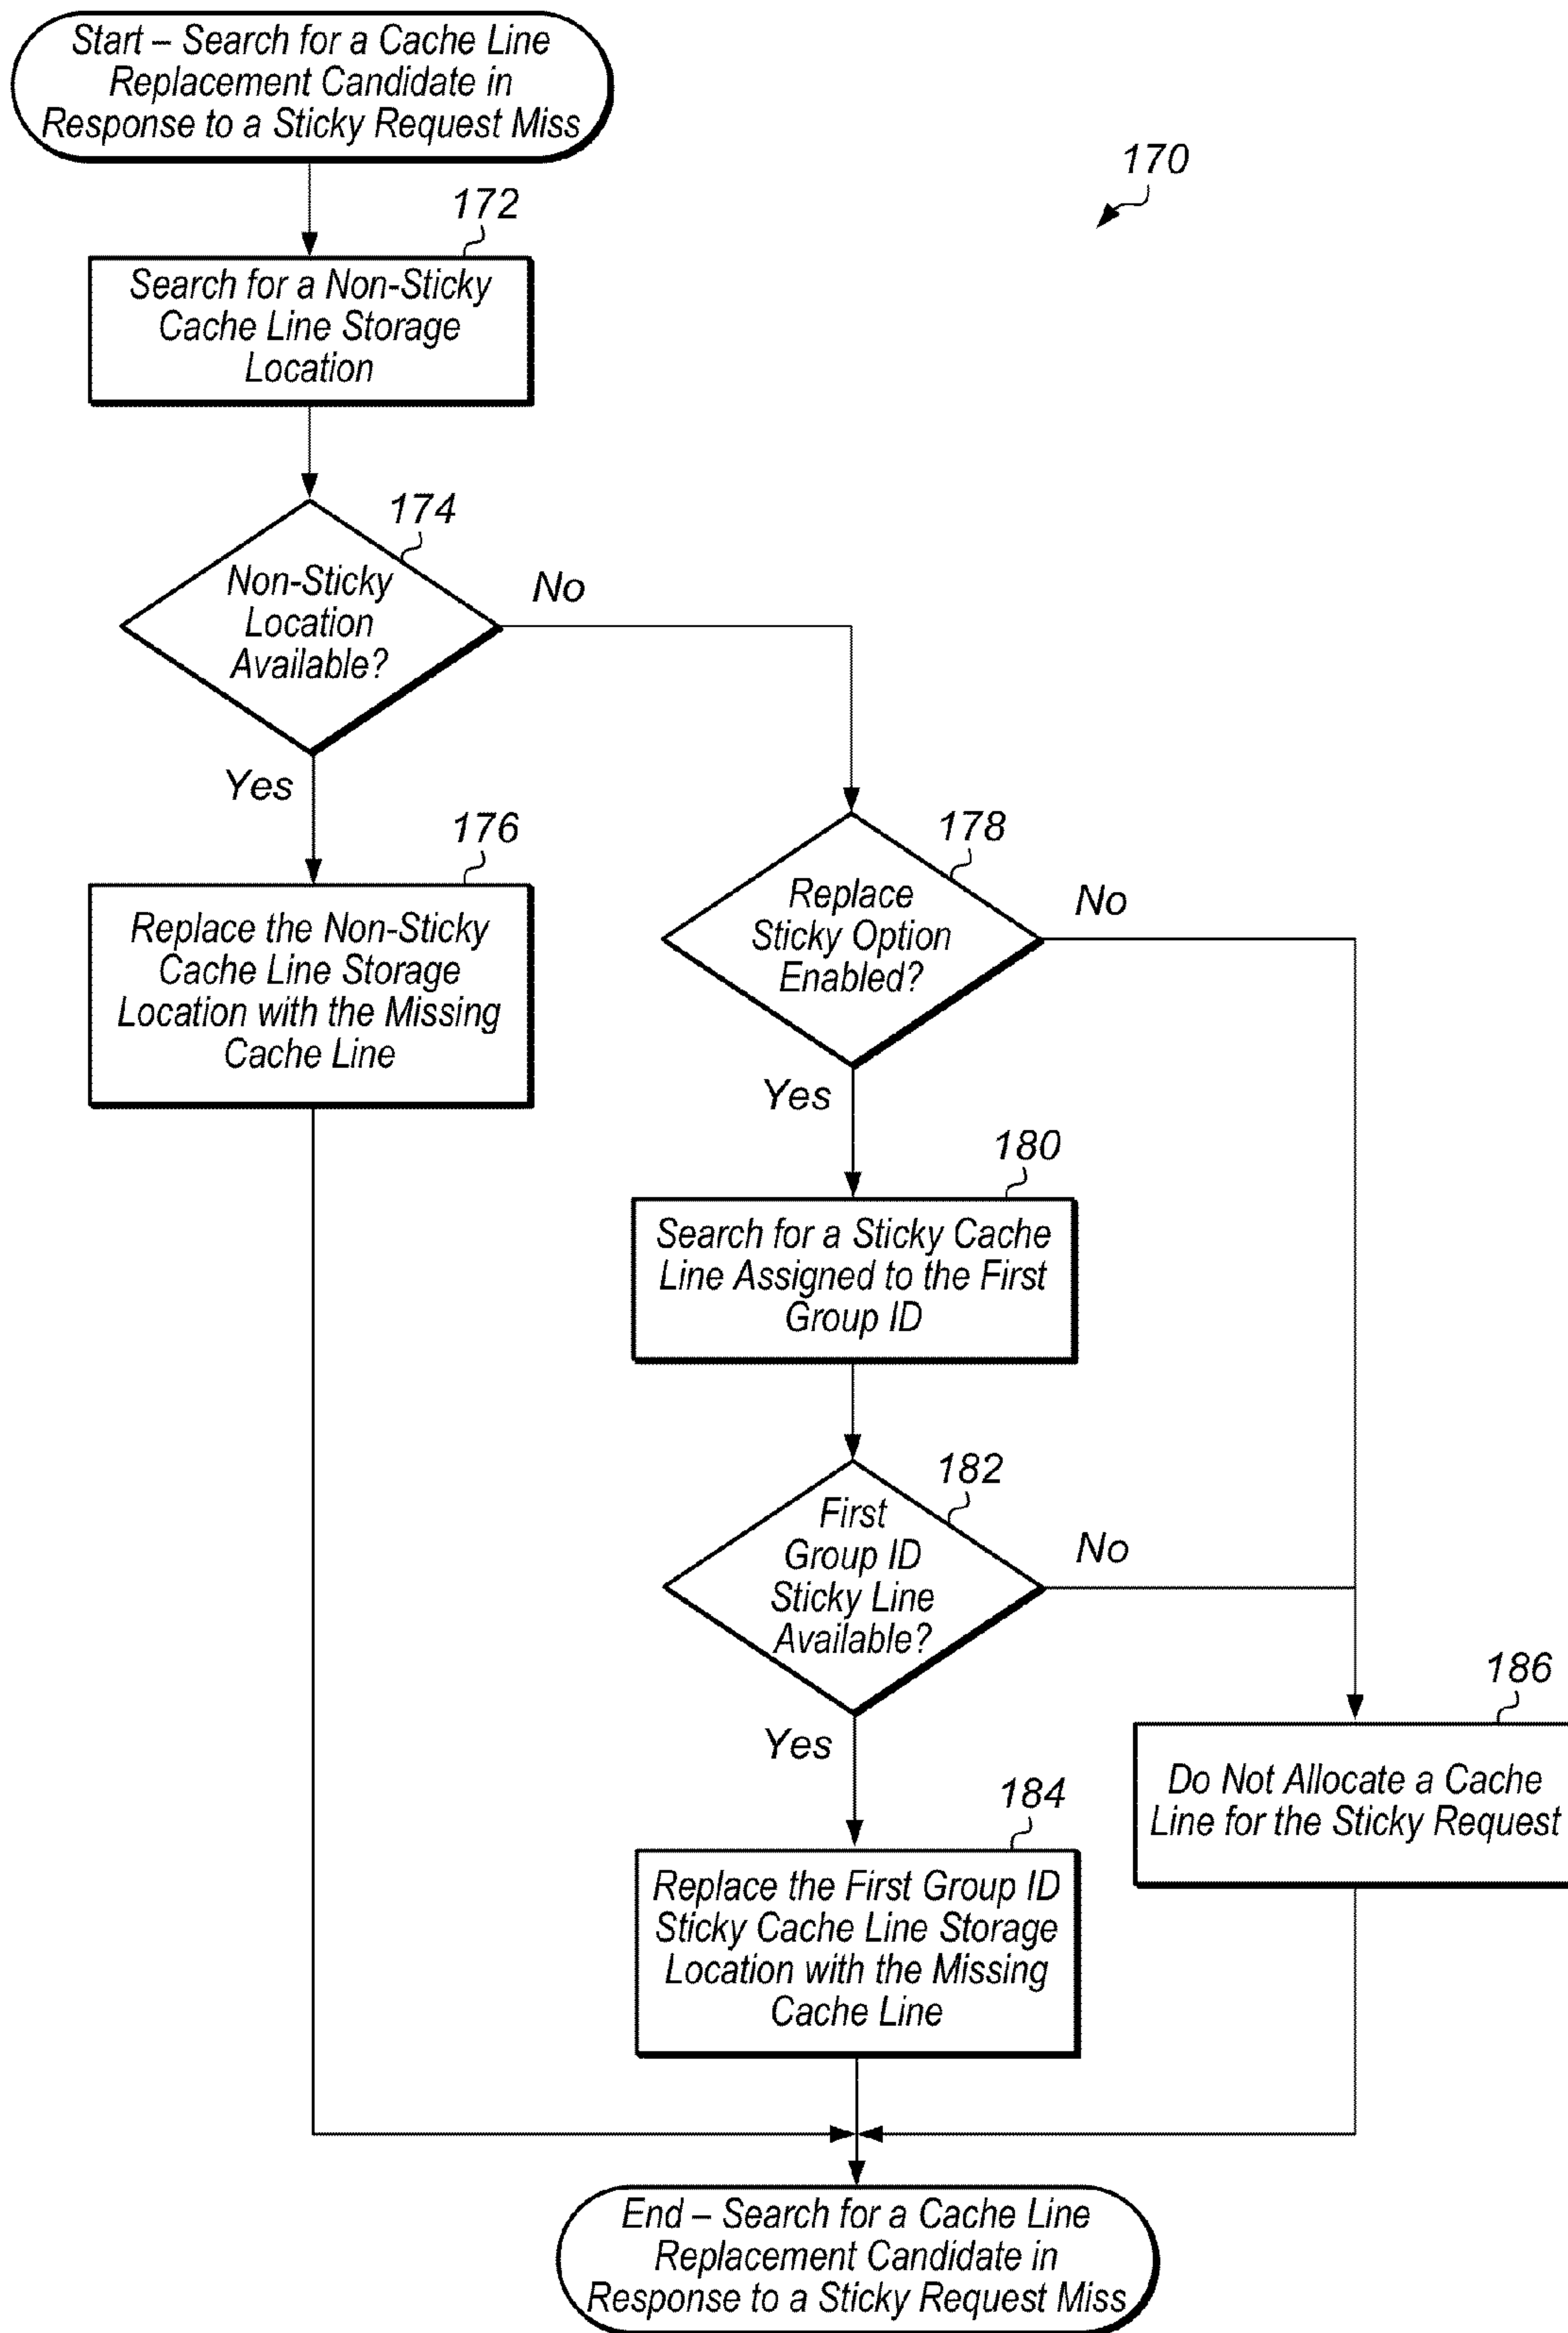 Start – Search for a Cache Line
Replacement Candidate in
Response to a Sticky Request Miss
170
172
Search for a Non-Sticky
Cache Line Storage
Location
174
Non-Sticky
Location
Available?
No
Yes
176
Replace the Non-Sticky
Cache Line Storage
Location with the Missing
Cache Line
178
Replace
Sticky Option
Enabled?
No
Yes
180
Search for a Sticky Cache
Line Assigned to the First
Group ID
182
First
Group ID
Sticky Line
Available?
No
Yes
184
Replace the First Group ID
Sticky Cache Line Storage
Location with the Missing
Cache Line
186
Do Not Allocate a Cache
Line for the Sticky Request
End – Search for a Cache Line
Replacement Candidate in
Response to a Sticky Request Miss